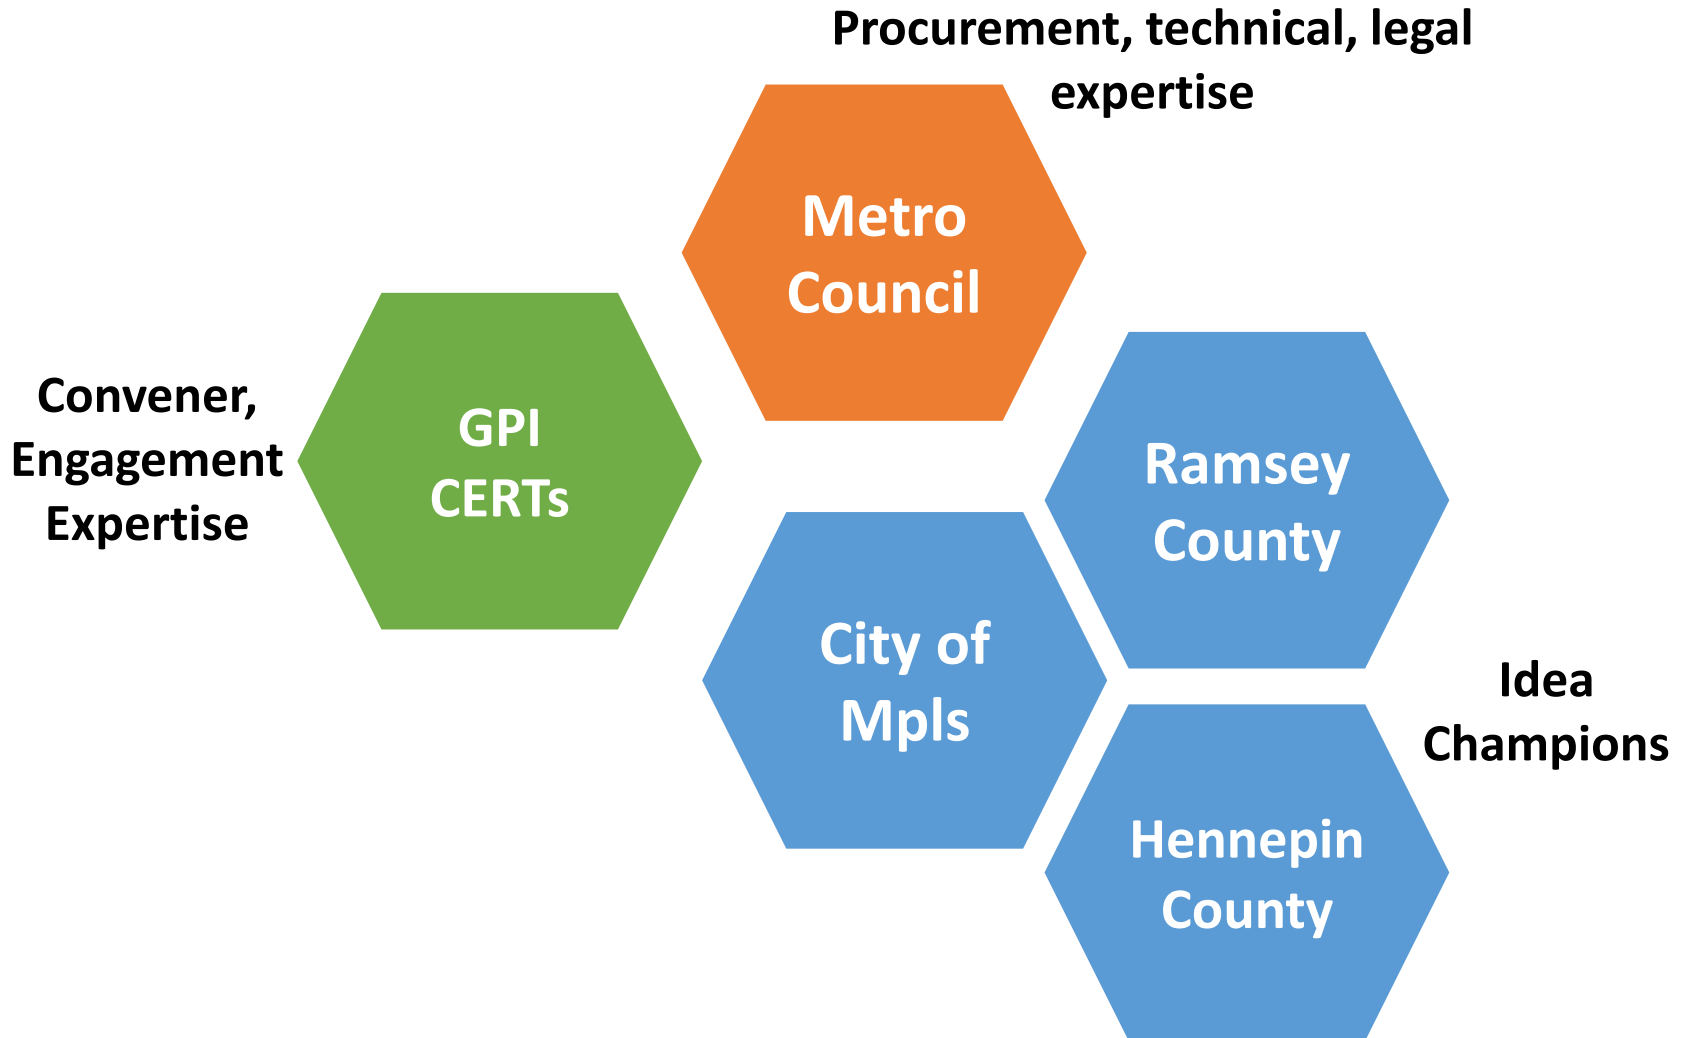 Procurement, technical, legal
expertise
Metro
Council
Convener,
Engagement
Expertise
GPI
CERTs
Ramsey
County
City of
Mpls
Idea
Champions
Hennepin
County